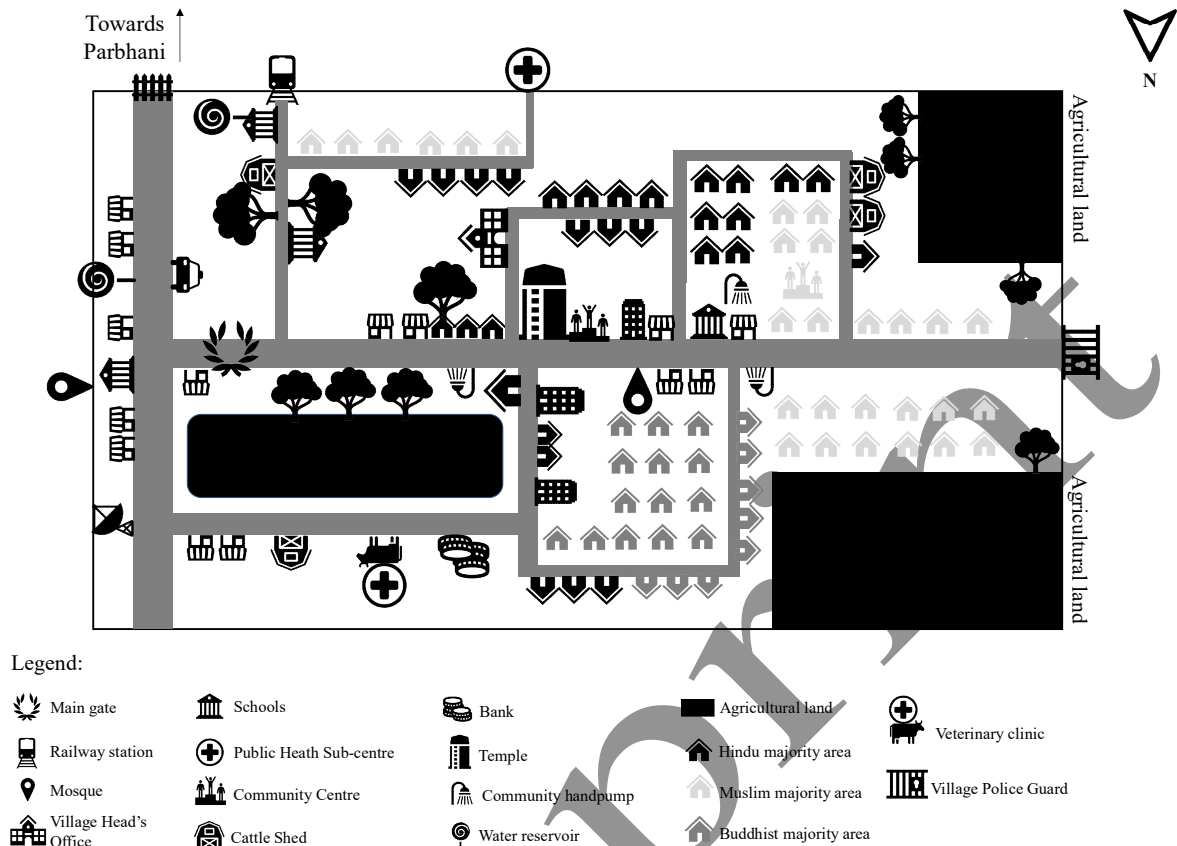 Towards
Parbhani
N
Agricultural land
Agricultural land
Legend:
Main gate
Schools
Bank
Agricultural land
Veterinary clinic
Railway station
Public Heath Sub-centre
Temple
Hindu majority area
Mosque
Community Centre
Community handpump
Muslim majority area
Village Police Guard
Village Head’s
Office
Cattle Shed
Water reservoir
Buddhist majority area